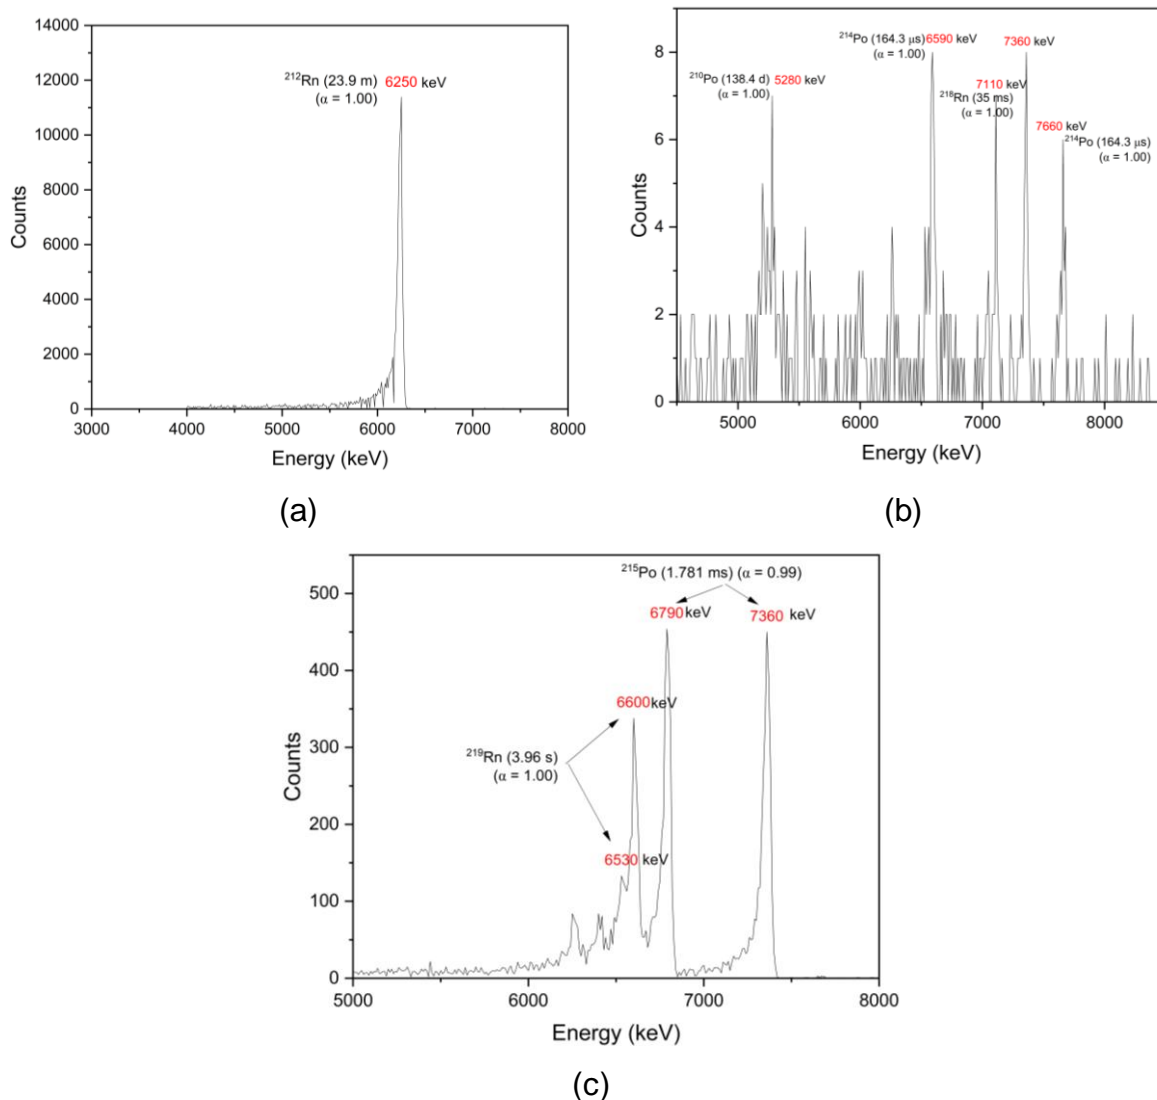 14000
12000
10000
8000
6000
4000
2000
0
Counts
²¹²Rn (23.9 m) 6250 keV
(α = 1.00)
3000 4000 5000 6000 7000 8000
Energy (keV)
(a)
8
6
4
2
0
Counts
²¹⁴Po (164.3 μs) 6590 keV
(α = 1.00)
7360 keV
²¹⁰Po (138.4 d) 5280 keV
(α = 1.00)
7110 keV
²¹⁸Rn (35 ms)
(α = 1.00)
7660 keV
²¹⁴Po (164.3 μs)
(α = 1.00)
5000 6000 7000 8000
Energy (keV)
(b)
500
400
300
200
100
0
Counts
²¹⁵Po (1.781 ms) (α = 0.99)
6790 keV 7360 keV
6600 keV
²¹⁹Rn (3.96 s)
(α = 1.00)
6530 keV
5000 6000 7000 8000
Energy (keV)
(c)